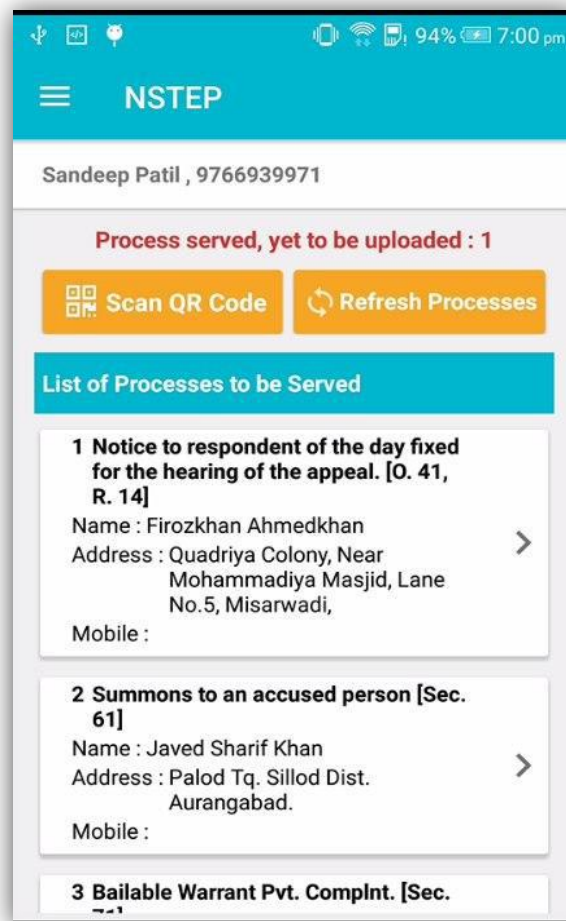 94% 7:00 pm
NSTEP
Sandeep Patil , 9766939971
Process served, yet to be uploaded : 1
Scan QR Code
Refresh Processes
List of Processes to be Served
1 Notice to respondent of the day fixed
for the hearing of the appeal. [O. 41,
R. 14]
Name : Firozkhan Ahmedkhan
Address : Quadriya Colony, Near
Mohammadiya Masjid, Lane
No.5, Misarwadi,
Mobile :
2 Summons to an accused person [Sec.
61]
Name : Javed Sharif Khan
Address : Palod Tq. Sillod Dist.
Aurangabad.
Mobile :
3 Bailable Warrant Pvt. Complnt. [Sec.